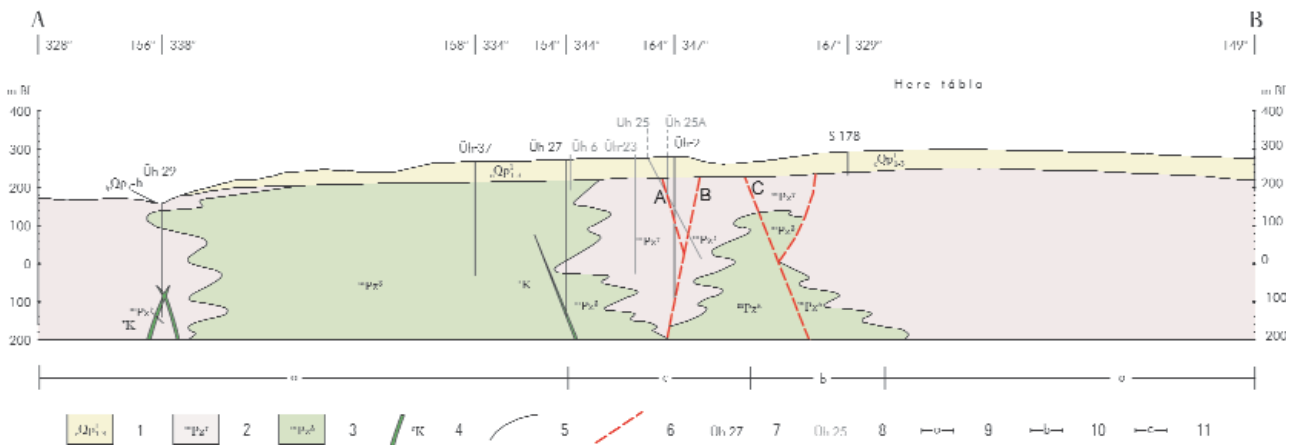 A B
328° 156° 338° 158° 334° 154° 344° 164° 347° 167° 329° 149°
Here tábla
m Bf m Bf
400 400
300 300
200 200
100 100
0 0
100 100
200 200
Üh 29 Üh-37 Üh 27 Üh 6 Üh-23 Üh 25 Üh 25A Üh-2 S 178
A B C
K K
a c b a
1 2 3 K 4 5 6 Üh 27 7 Üh 25 8 a 9 b 10 c 11